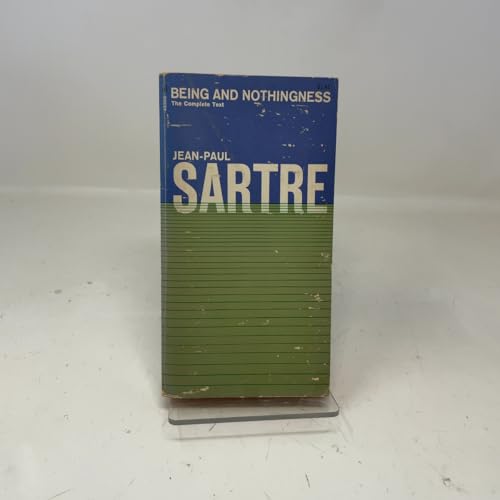 BEING AND NOTHINGNESS
The Complete Text
JEAN-PAUL
SARTRE